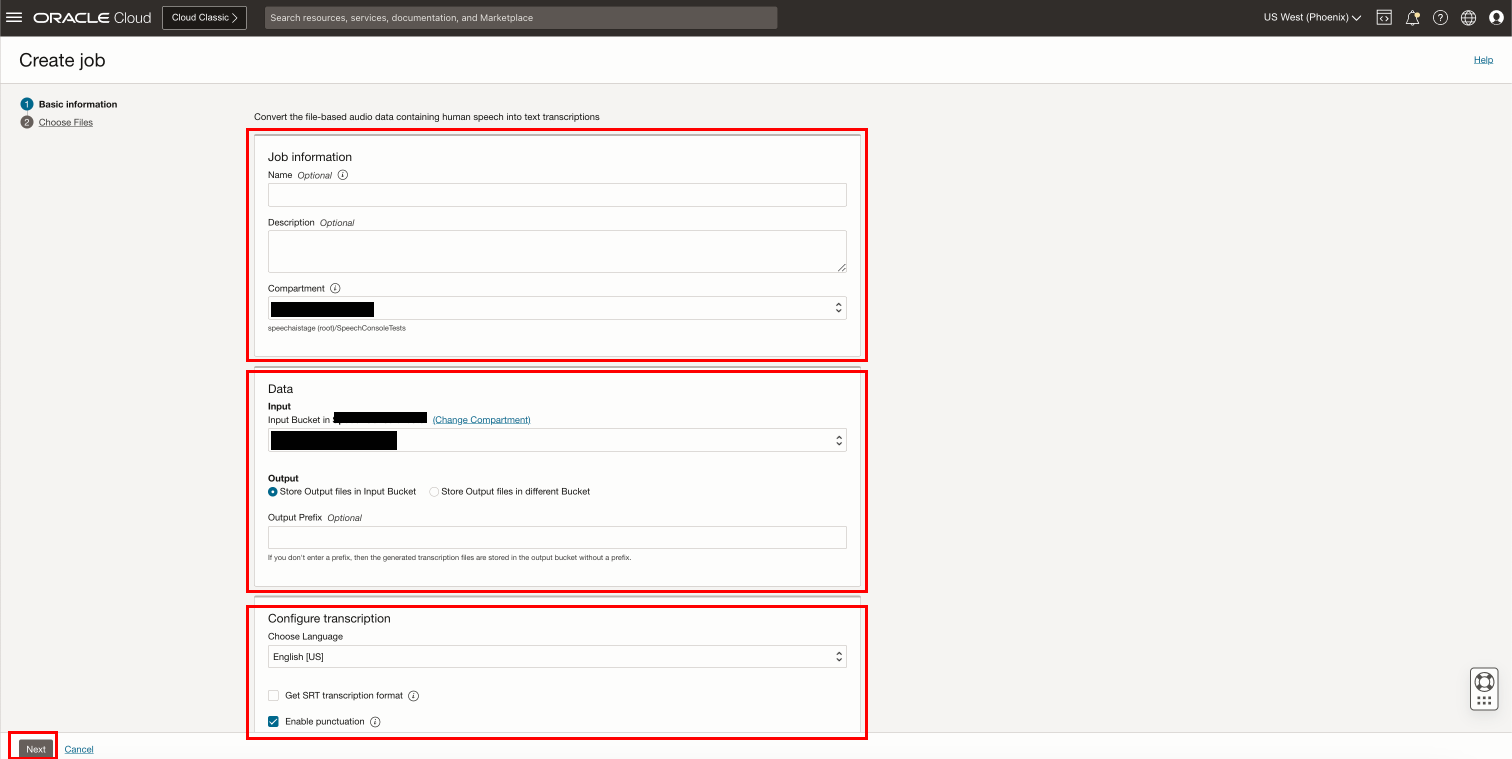 ORACLE Cloud
Cloud Classic
Search resources, services, documentation, and Marketplace
US West (Phoenix)
Create job
Help
1 Basic information
2 Choose Files
Convert the file-based audio data containing human speech into text transcriptions
Job information
Name Optional
Description Optional
Compartment
speechaistage (root)/SpeechConsoleTests
Data
Input
Input Bucket in (Change Compartment)
Output
Store Output files in Input Bucket Store Output files in different Bucket
Output Prefix Optional
If you don't enter a prefix, then the generated transcription files are stored in the output bucket without a prefix.
Configure transcription
Choose Language
English [US]
Get SRT transcription format
Enable punctuation
Next Cancel